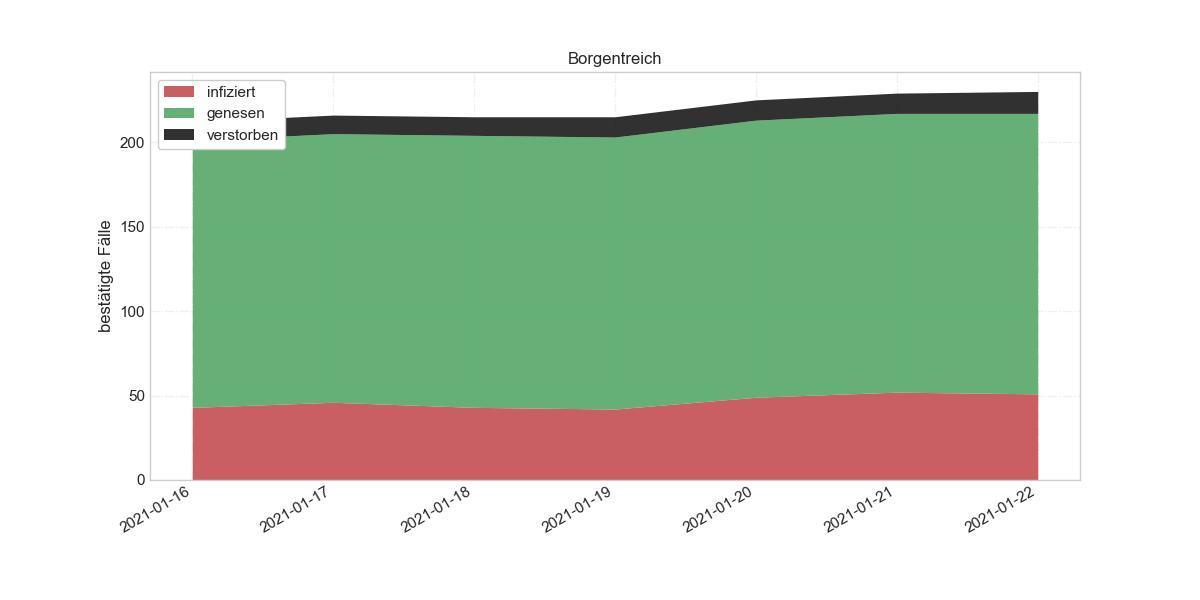 Borgentreich
infiziert
genesen
verstorben
bestätigte Fälle
200
150
100
50
0
2021-01-16
2021-01-17
2021-01-18
2021-01-19
2021-01-20
2021-01-21
2021-01-22